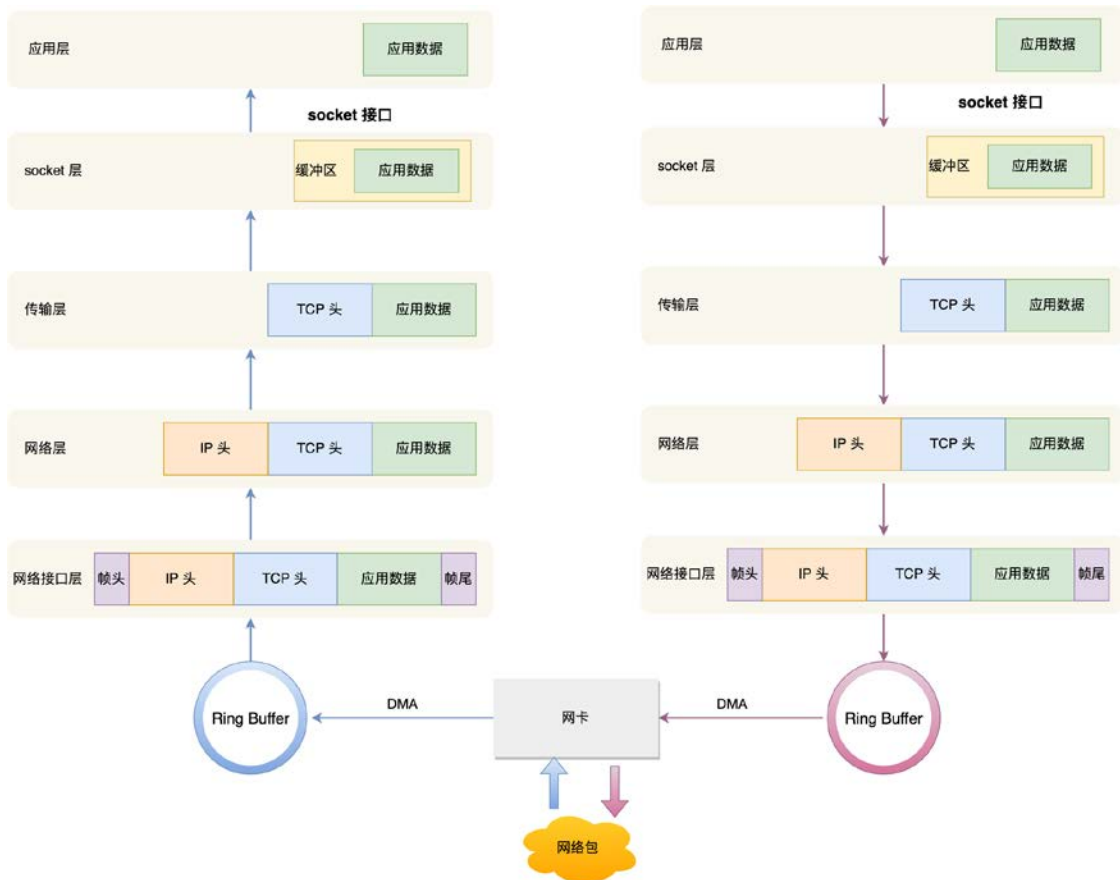 应用层
应用数据
socket 接口
socket 层
缓冲区
应用数据
传输层
TCP 头
应用数据
网络层
IP 头
TCP 头
应用数据
网络接口层
帧头
IP 头
TCP 头
应用数据
帧尾
Ring Buffer
DMA
应用层
应用数据
socket 接口
socket 层
缓冲区
应用数据
传输层
TCP 头
应用数据
网络层
IP 头
TCP 头
应用数据
网络接口层
帧头
IP 头
TCP 头
应用数据
帧尾
Ring Buffer
DMA
网卡
网络包